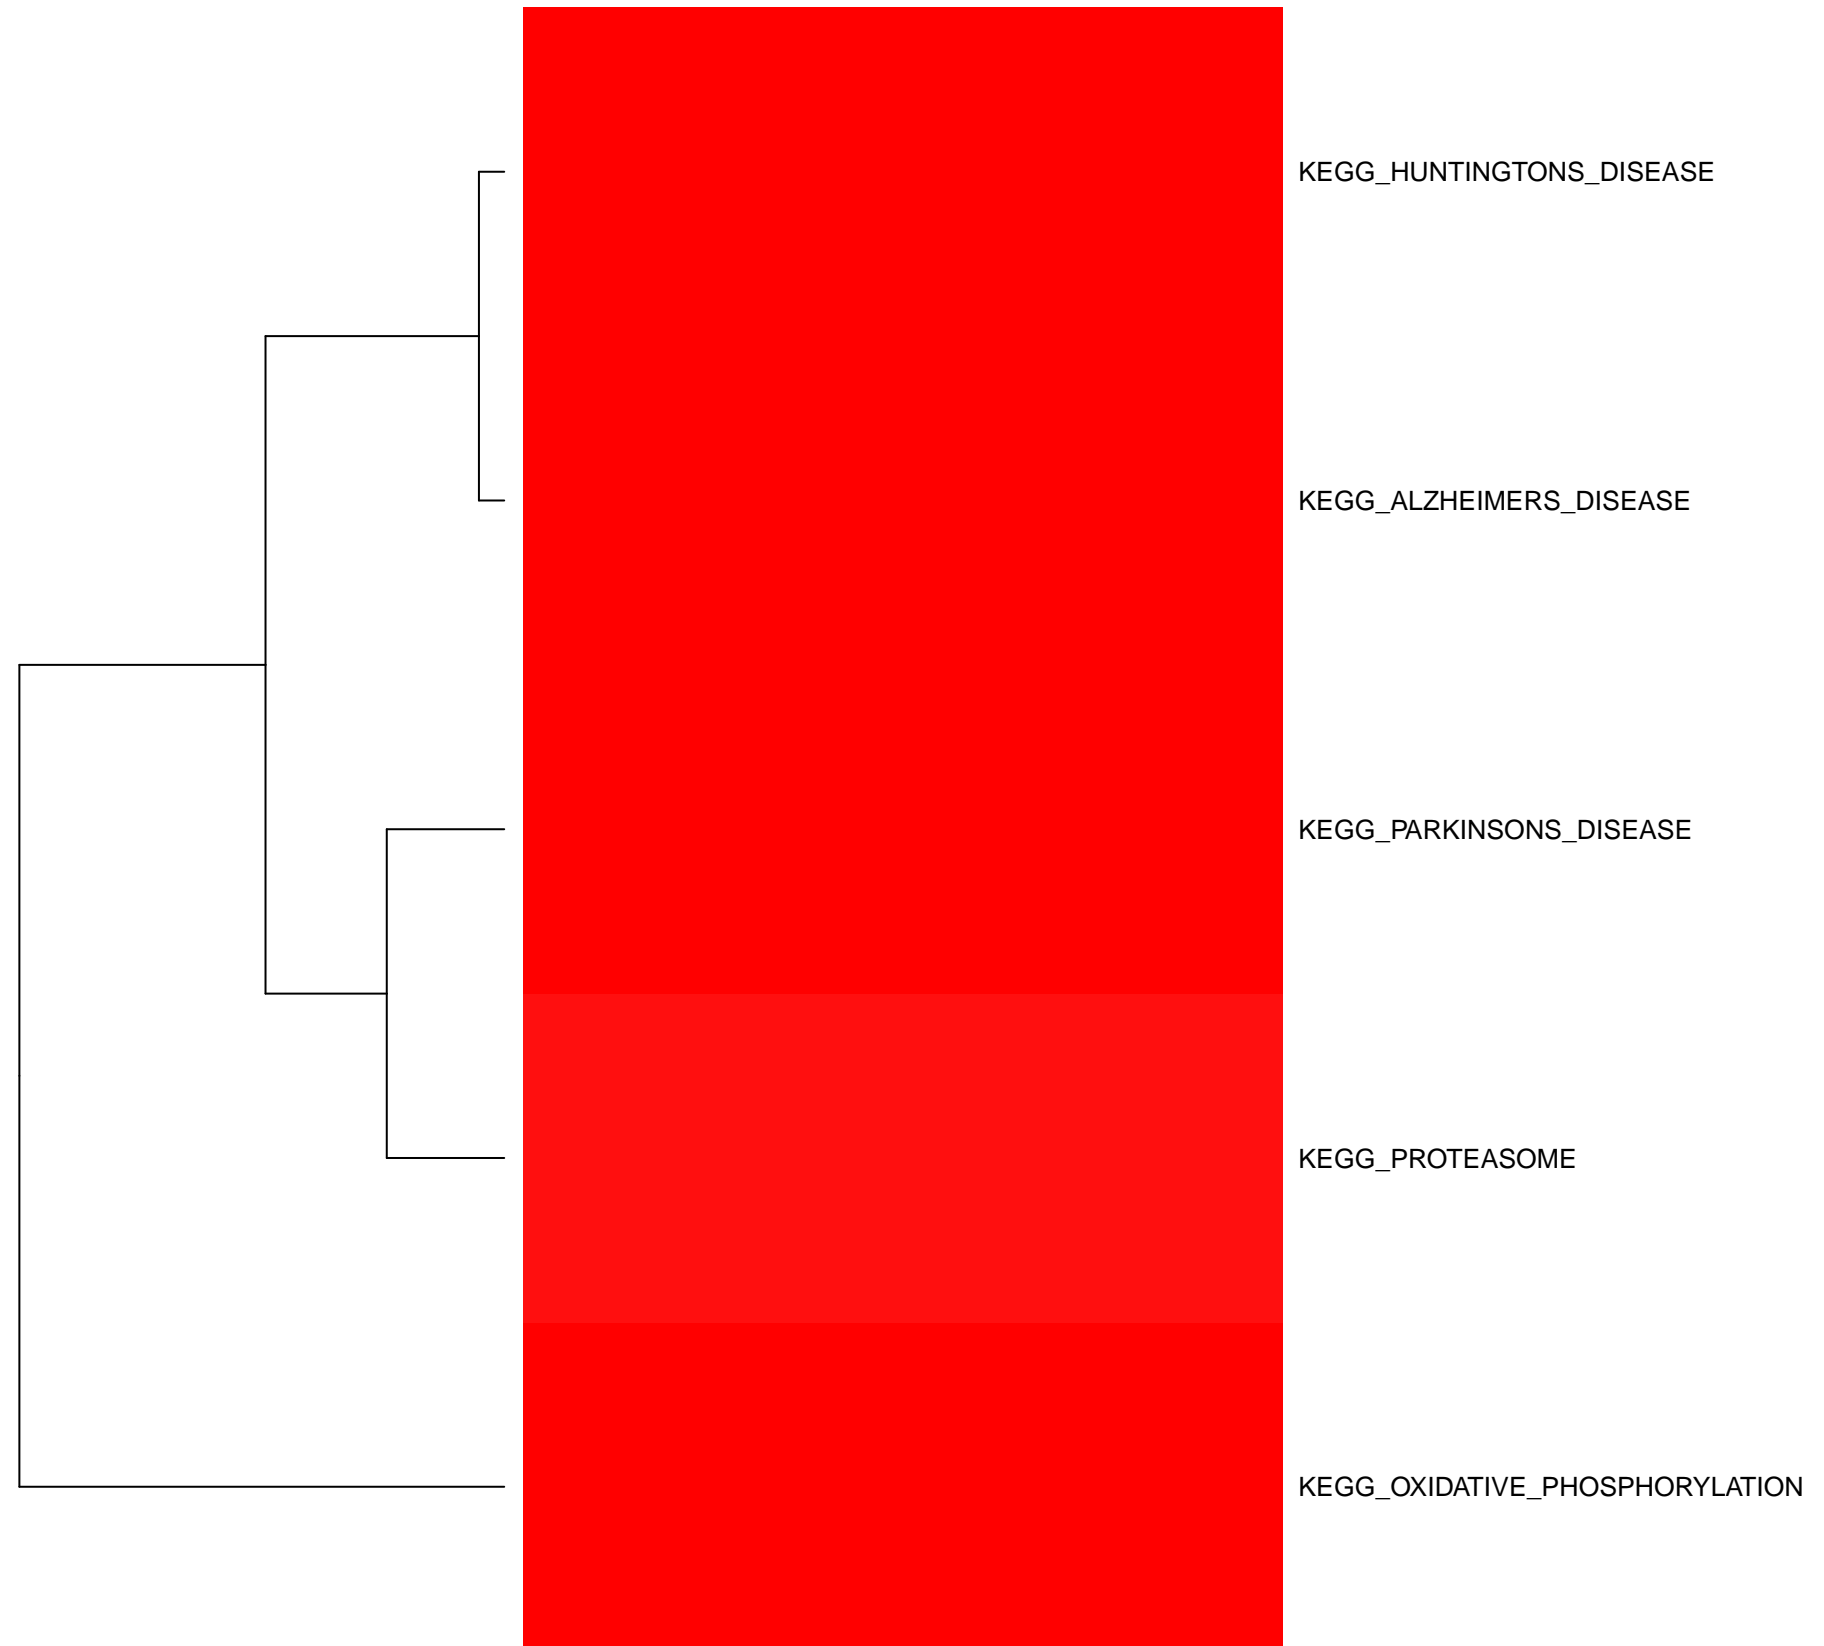 KEGG_HUNTINGTONS_DISEASE
KEGG_ALZHEIMERS_DISEASE
KEGG_PARKINSONS_DISEASE
KEGG_PROTEASOME
KEGG_OXIDATIVE_PHOSPHORYLATION